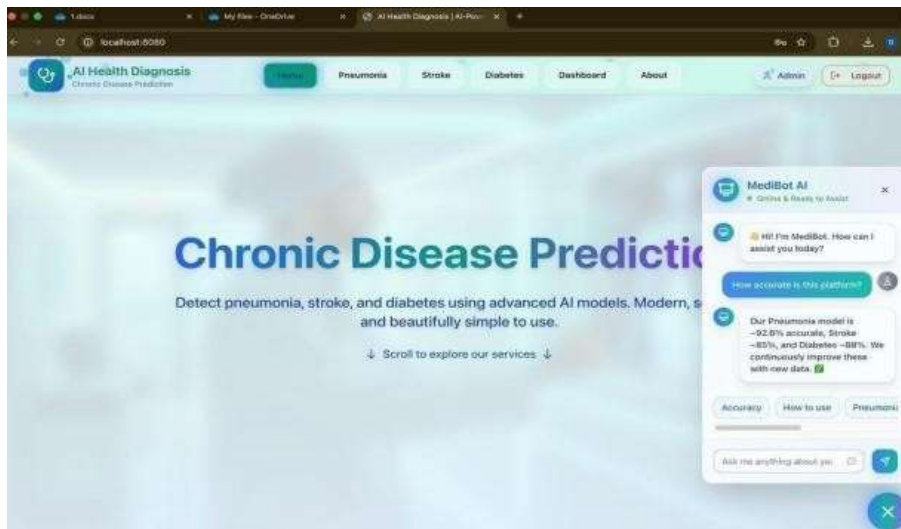 1.docx
My files - OneDrive
AI Health Diagnosis | AI-Pow
localhost:8080
AI Health Diagnosis
Chronic Disease Prediction
Home
Pneumonia
Stroke
Diabetes
Dashboard
About
Admin
Logout
MediBot AI
Online & Ready to Assist
Hi! I'm MediBot. How can I
assist you today?
How accurate is this platform?
Our Pneumonia model is
~92.6% accurate, Stroke
~85%, and Diabetes ~88%. We
continuously improve these
with new data.
Accuracy
How to use
Pneumoni
Ask me anything about
Chronic Disease Predicti
Detect pneumonia, stroke, and diabetes using advanced AI models. Modern, s
and beautifully simple to use.
↓ Scroll to explore our services ↓